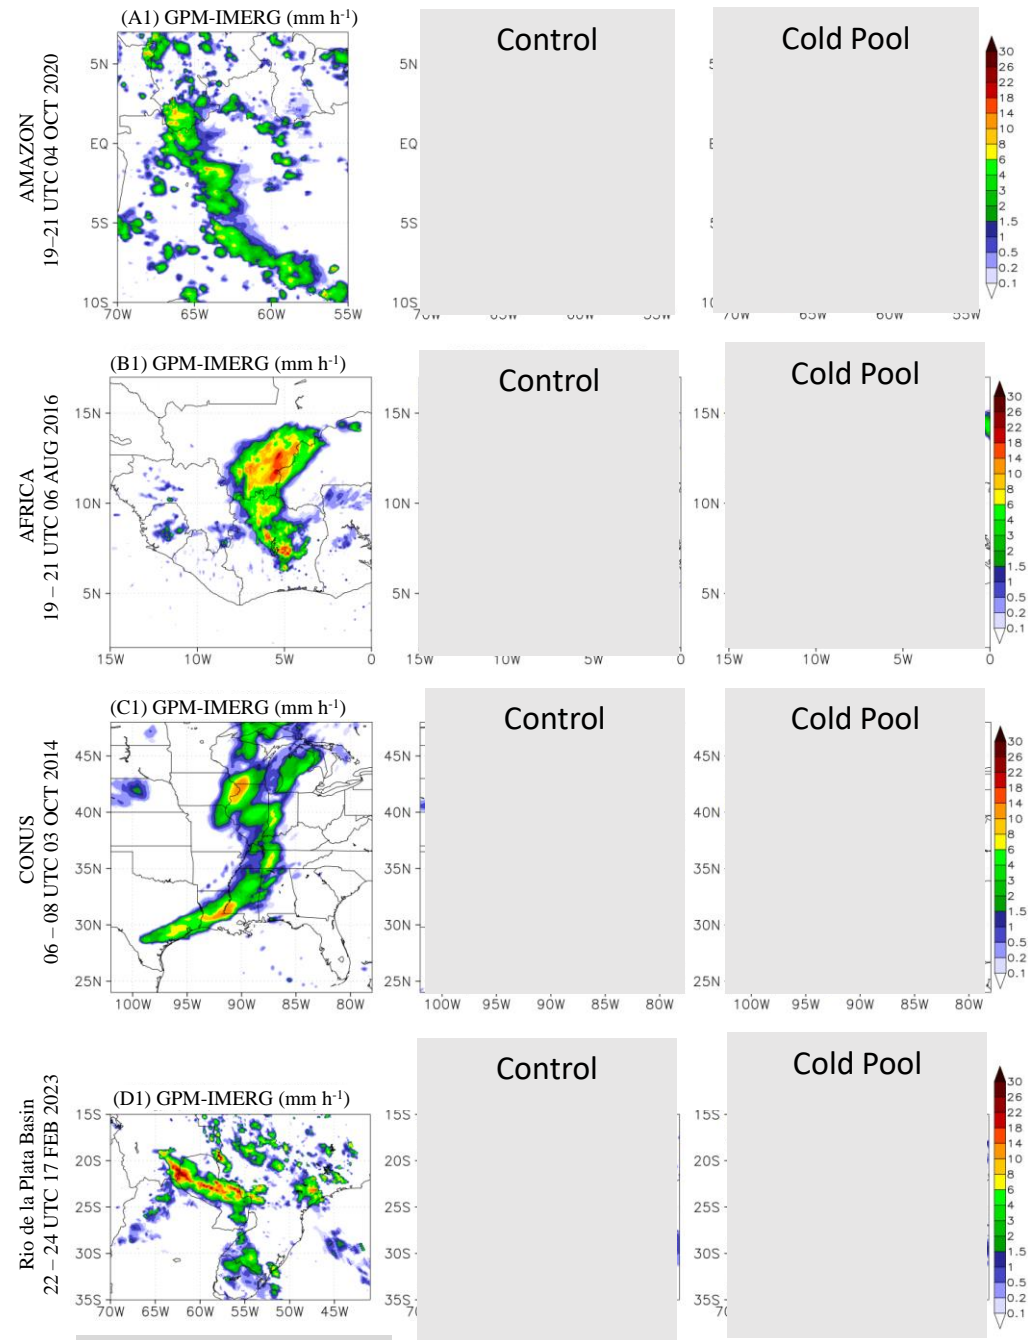 (A1) GPM-IMERG (mm h-1)
Control
Cold Pool
AMAZON
19–21 UTC 04 OCT 2020
5N
EQ
5S
10S
70W 65W 60W 55W
5N
EQ
5S
10S
30
26
22
18
14
10
8
6
4
3
2
1.5
1
0.5
0.2
0.1
(B1) GPM-IMERG (mm h-1)
Control
Cold Pool
AFRICA
19 – 21 UTC 06 AUG 2016
15N
10N
5N
15W 10W 5W 0
15N
10N
5N
15W 10W 5W 0
15N
10N
5N
15W 10W 5W 0
30
26
22
18
14
10
8
6
4
3
2
1.5
1
0.5
0.2
0.1
(C1) GPM-IMERG (mm h-1)
Control
Cold Pool
CONUS
06 – 08 UTC 03 OCT 2014
45N
40N
35N
30N
25N
100W 95W 90W 85W 80W
45N
40N
35N
30N
25N
100W 95W 90W 85W 80W
45N
40N
35N
30N
25N
100W 95W 90W 85W 80W
30
26
22
18
14
10
8
6
4
3
2
1.5
1
0.5
0.2
0.1
(D1) GPM-IMERG (mm h-1)
Control
Cold Pool
Rio de la Plata Basin
22 – 24 UTC 17 FEB 2023
15S
20S
25S
30S
35S
70W 65W 60W 55W 50W 45W
15S
20S
25S
30S
35S
15S
20S
25S
30S
35S
30
26
22
18
14
10
8
6
4
3
2
1.5
1
0.5
0.2
0.1